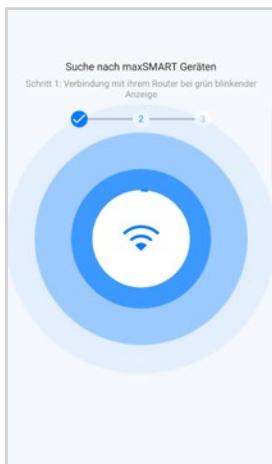 Suche nach maxSMART Geräten
Schritt 1: Verbindung mit ihrem Router bei grün blinkender
Anzeige
2
3